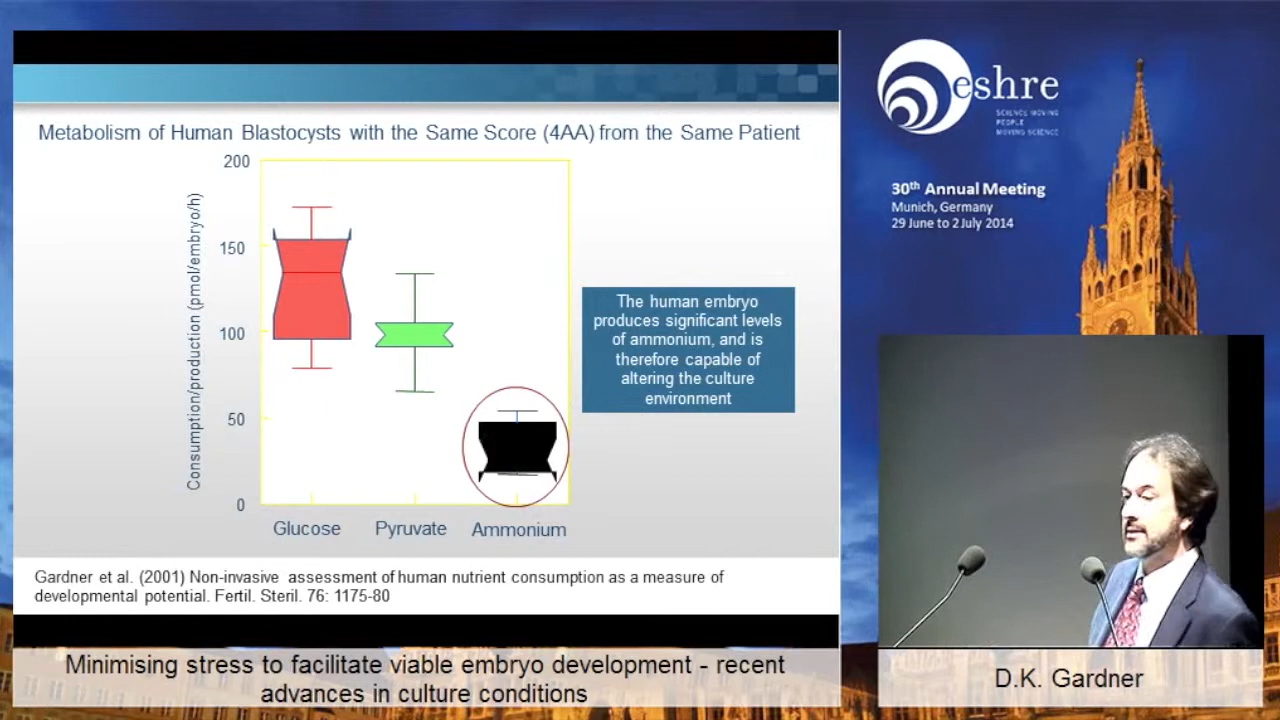 Metabolism of Human Blastocysts with the Same Score (4AA) from the Same Patient
Consumption/production (pmol/embryo/h)
200
150
100
50
0
Glucose Pyruvate Ammonium
The human embryo
produces significant levels
of ammonium, and is
therefore capable of
altering the culture
environment
Gardner et al. (2001) Non-invasive assessment of human nutrient consumption as a measure of
developmental potential. Fertil. Steril. 76: 1175-80
Minimising stress to facilitate viable embryo development - recent
advances in culture conditions
eshre
SCIENCE MOVING
PEOPLE
MOVING SCIENCE
30th Annual Meeting
Munich, Germany
29 June to 2 July 2014
D.K. Gardner